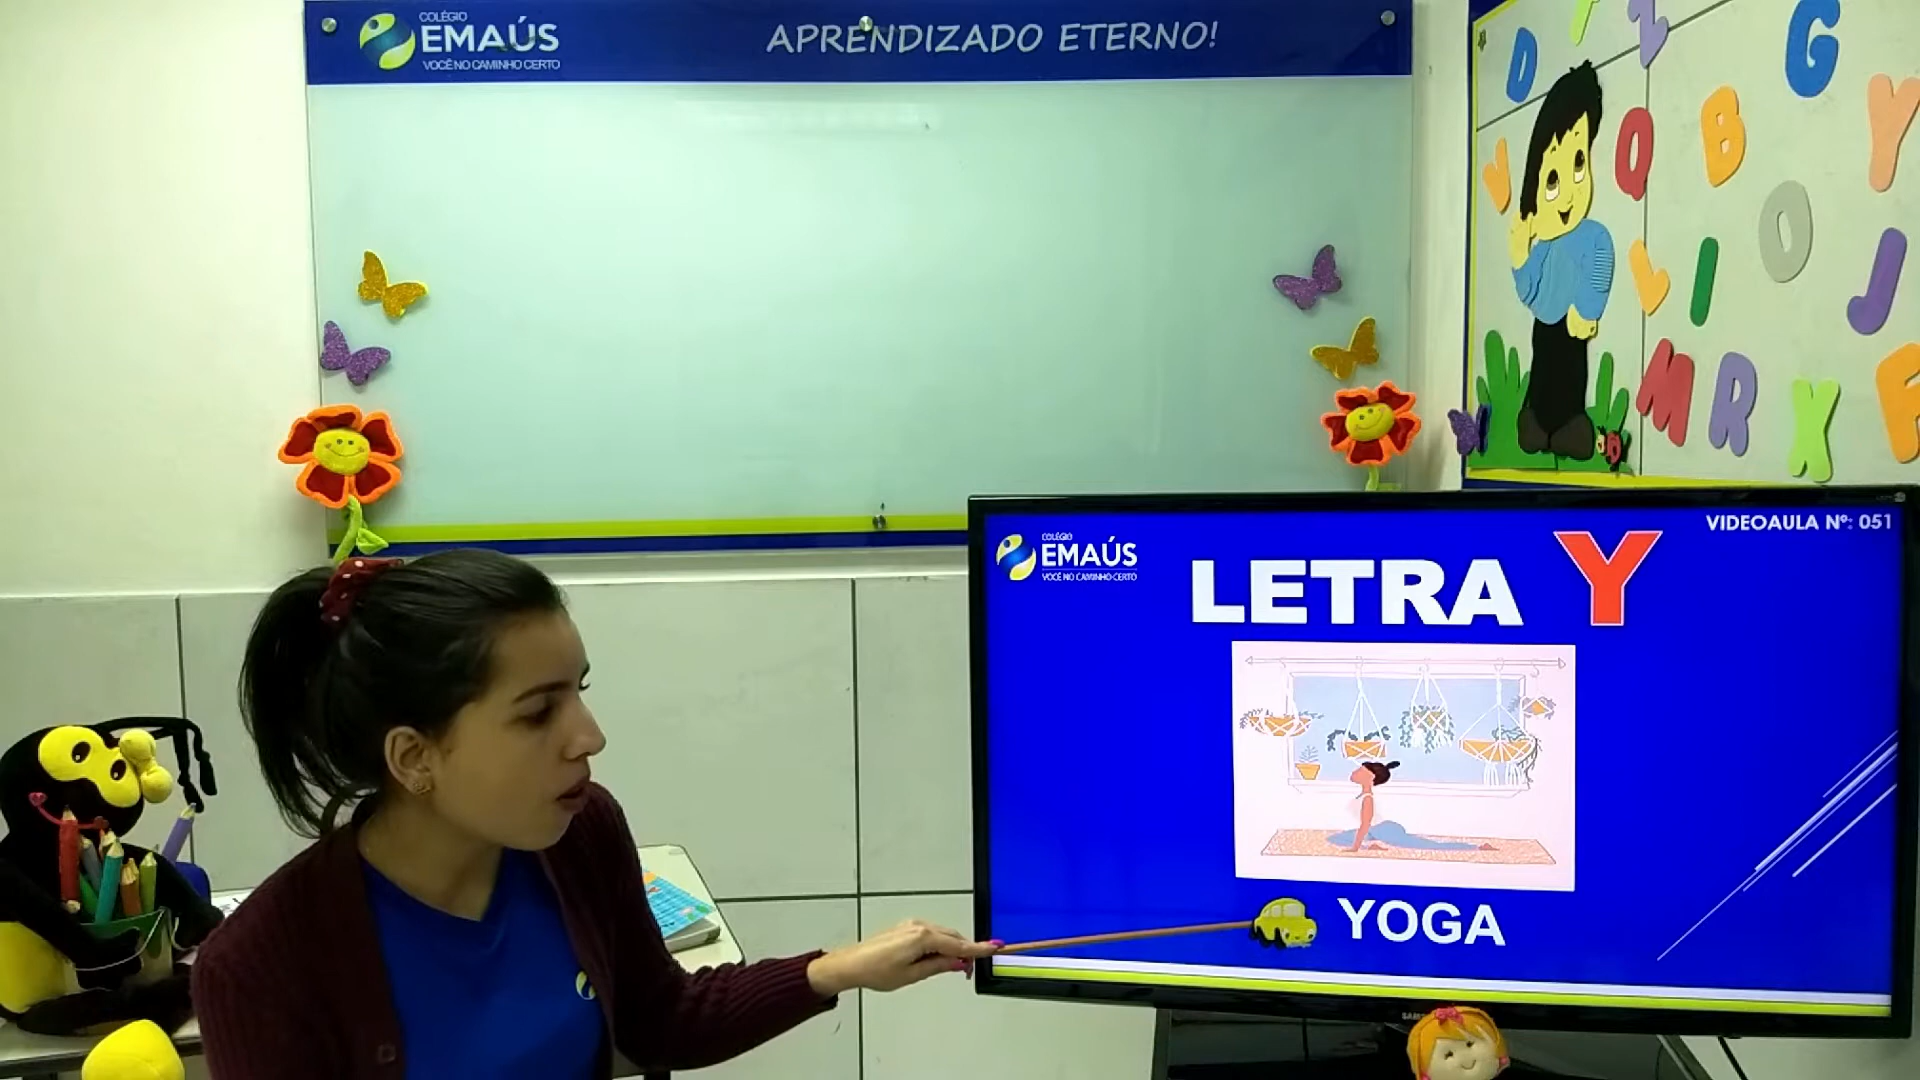 COLÉGIO
EMAÚS
VOCÊ NO CAMINHO CERTO
APRENDIZADO ETERNO!
D
Z
G
Q
B
Y
V
O
L
I
J
M
R
X
F
COLÉGIO
EMAÚS
VOCÊ NO CAMINHO CERTO
VIDEOAULA Nº: 051
LETRA Y
YOGA